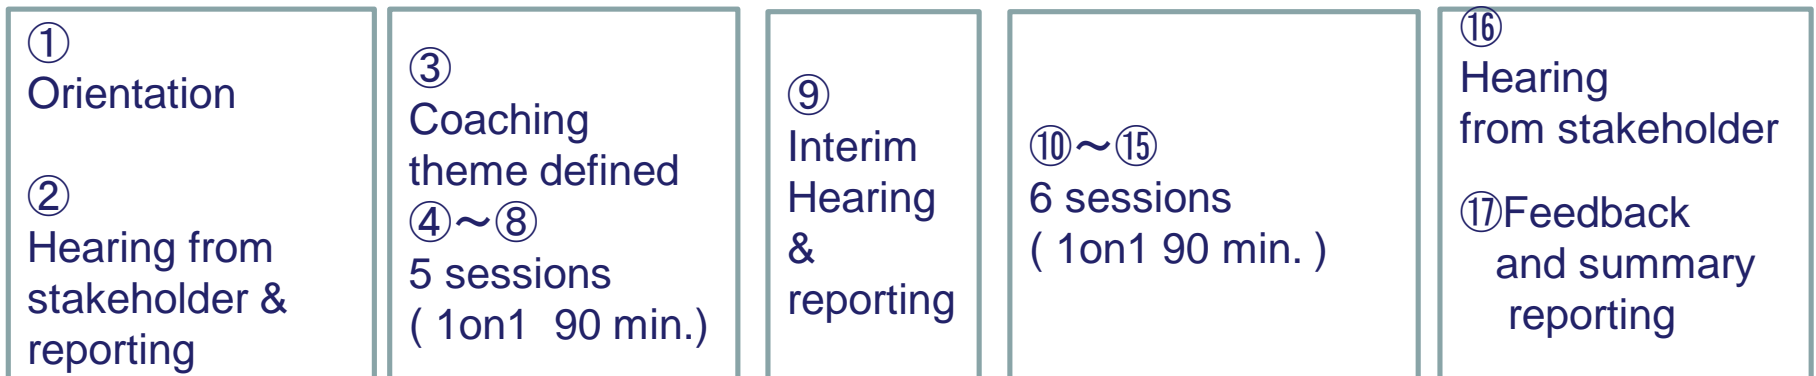 ①
Orientation
②
Hearing from
stakeholder &
reporting
③
Coaching
theme defined
④～⑧
5 sessions
( 1on1 90 min.)
⑨
Interim
Hearing
&
reporting
⑩～⑮
6 sessions
( 1on1 90 min. )
⑯
Hearing
from stakeholder
⑰Feedback
and summary
reporting